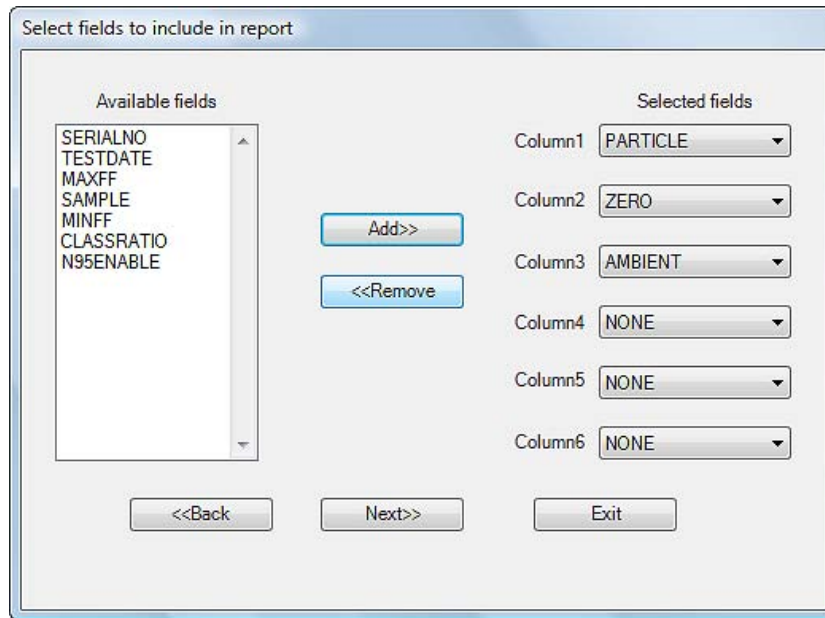 Select fields to include in report
Available fields
SERIALNO
TESTDATE
MAXFF
SAMPLE
MINFF
CLASSRATIO
N95ENABLE
Add>>
<<Remove
Selected fields
Column1 PARTICLE
Column2 ZERO
Column3 AMBIENT
Column4 NONE
Column5 NONE
Column6 NONE
<<Back
Next>>
Exit